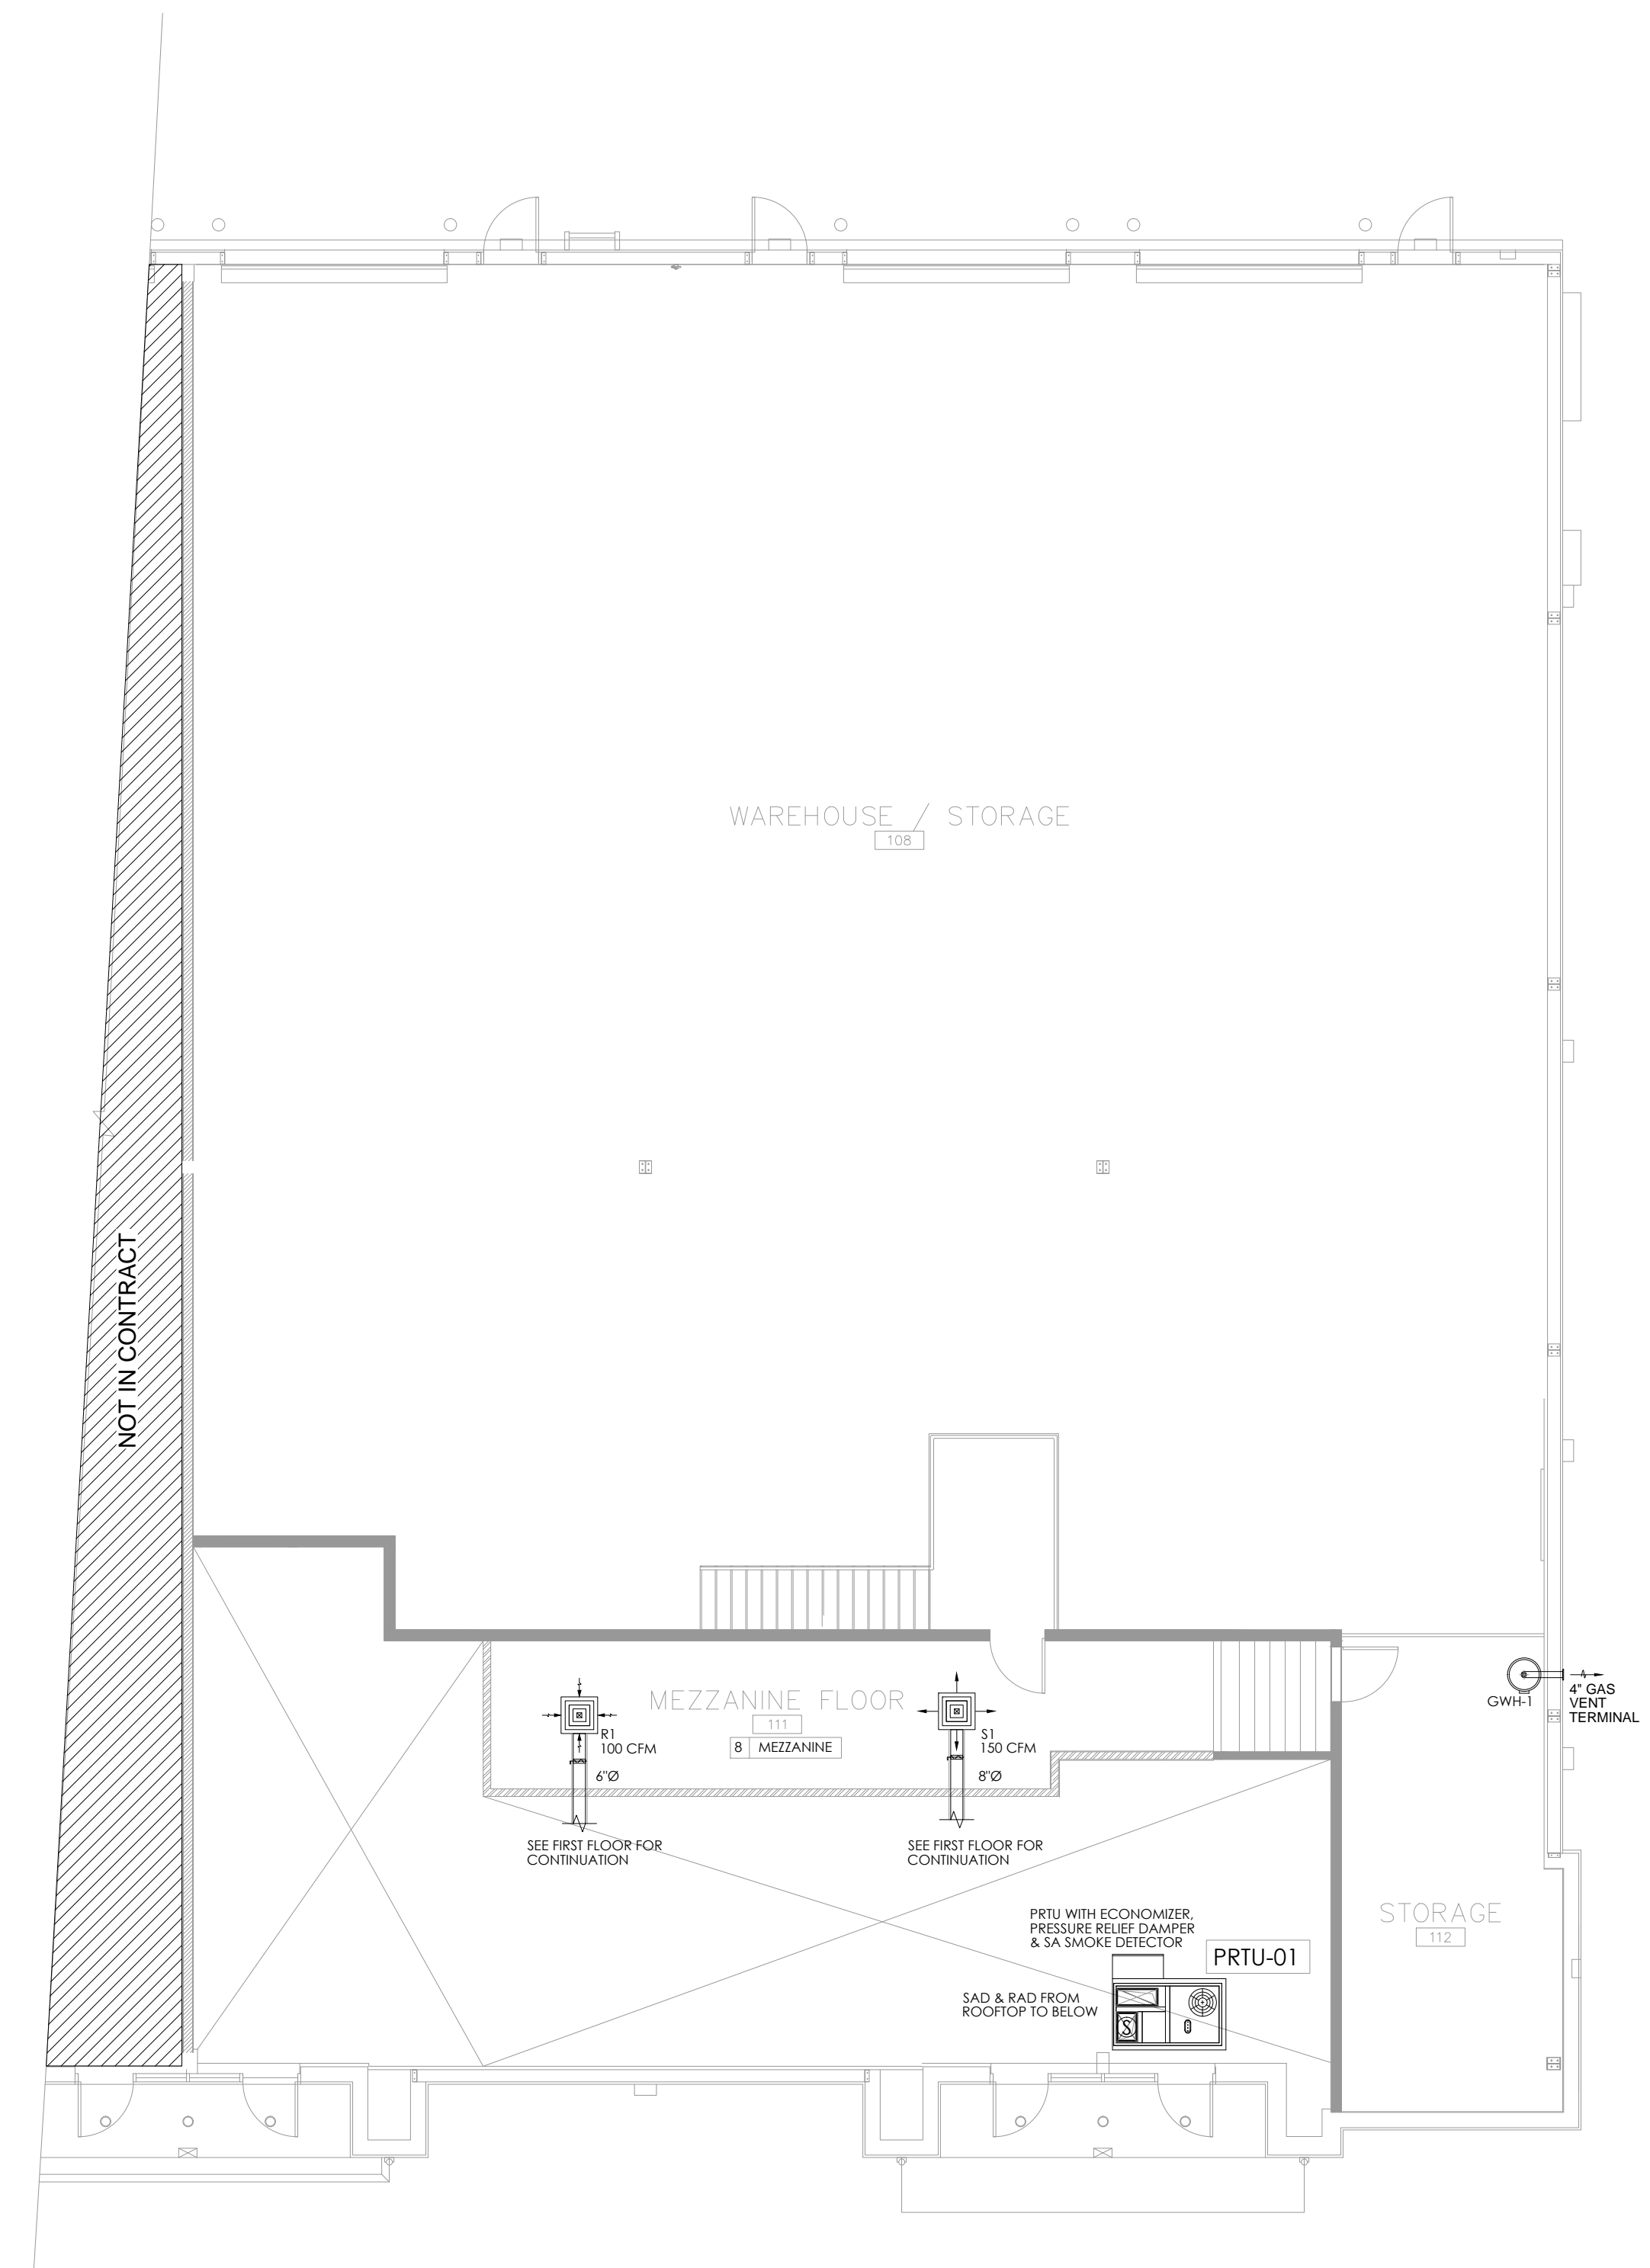 WAREHOUSE / STORAGE
108
NOT IN CONTRACT
MEZZANINE FLOOR
111
8 MEZZANINE
R1
100 CFM
6"Ø
S1
150 CFM
8"Ø
GWH-1
4" GAS
VENT
TERMINAL
SEE FIRST FLOOR FOR
CONTINUATION
SEE FIRST FLOOR FOR
CONTINUATION
PRTU WITH ECONOMIZER,
PRESSURE RELIEF DAMPER
& SA SMOKE DETECTOR
PRTU-01
SAD & RAD FROM
ROOFTOP TO BELOW
S
STORAGE
112